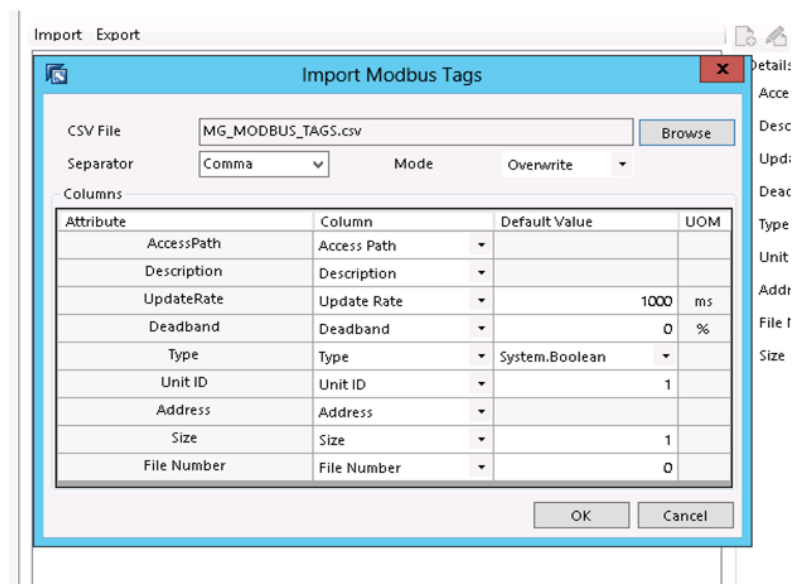 Import Export
Import Modbus Tags
x
CSV File MG_MODBUS_TAGS.csv Browse
Separator Comma Mode Overwrite
Columns
Attribute Column Default Value UOM
AccessPath Access Path
Description Description
UpdateRate Update Rate 1000 ms
Deadband Deadband 0 %
Type Type System.Boolean
Unit ID Unit ID 1
Address Address
Size Size 1
File Number File Number 0
OK Cancel
Details
Acce
Desc
Upda
Dead
Type
Unit
Addr
File
Size